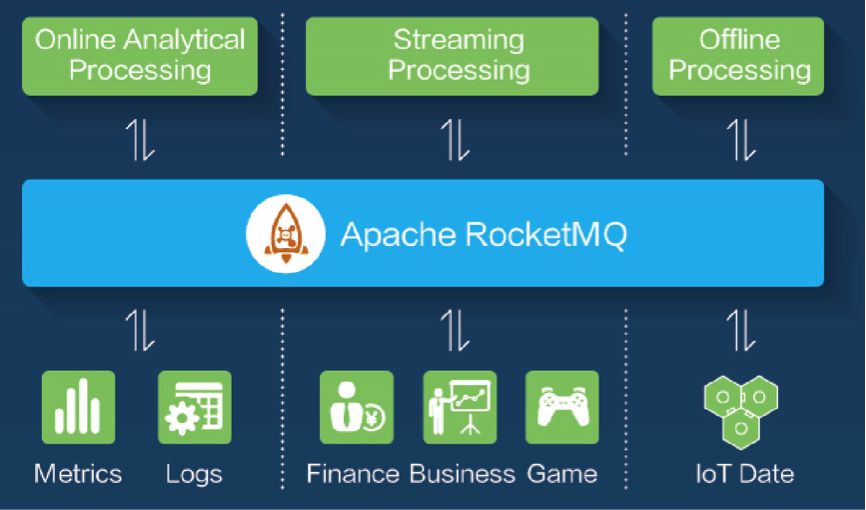 Online Analytical
Processing
Streaming
Processing
Offline
Processing
Apache RocketMQ
¥
Metrics
Logs
Finance
Business
Game
IoT Date